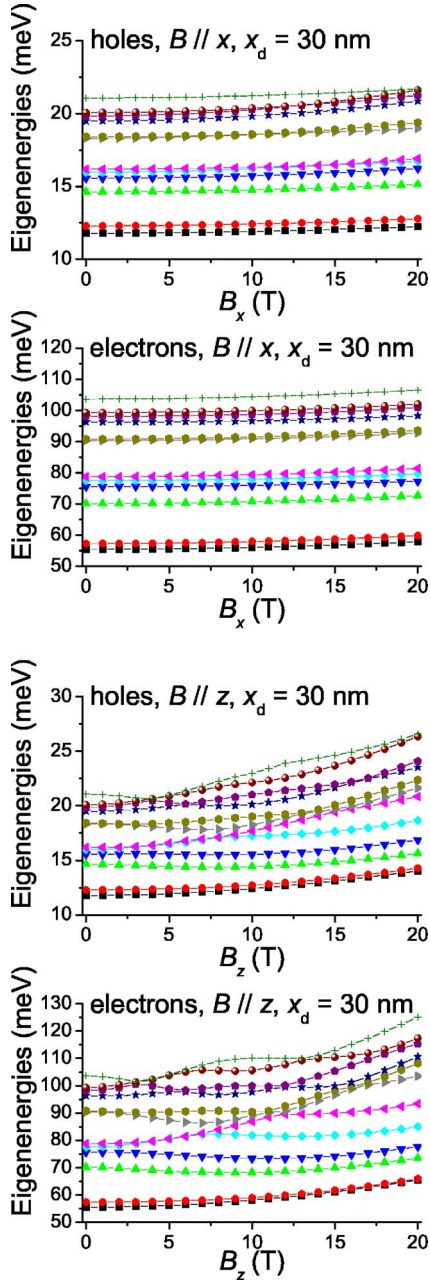 holes, B // x, x_d = 30 nm
Eigenenergies (meV)
25
20
15
10
0 5 10 15 20
B_x (T)
electrons, B // x, x_d = 30 nm
Eigenenergies (meV)
120
110
100
90
80
70
60
50
0 5 10 15 20
B_x (T)
holes, B // z, x_d = 30 nm
Eigenenergies (meV)
30
25
20
15
10
0 5 10 15 20
B_z (T)
electrons, B // z, x_d = 30 nm
Eigenenergies (meV)
130
120
110
100
90
80
70
60
50
0 5 10 15 20
B_z (T)